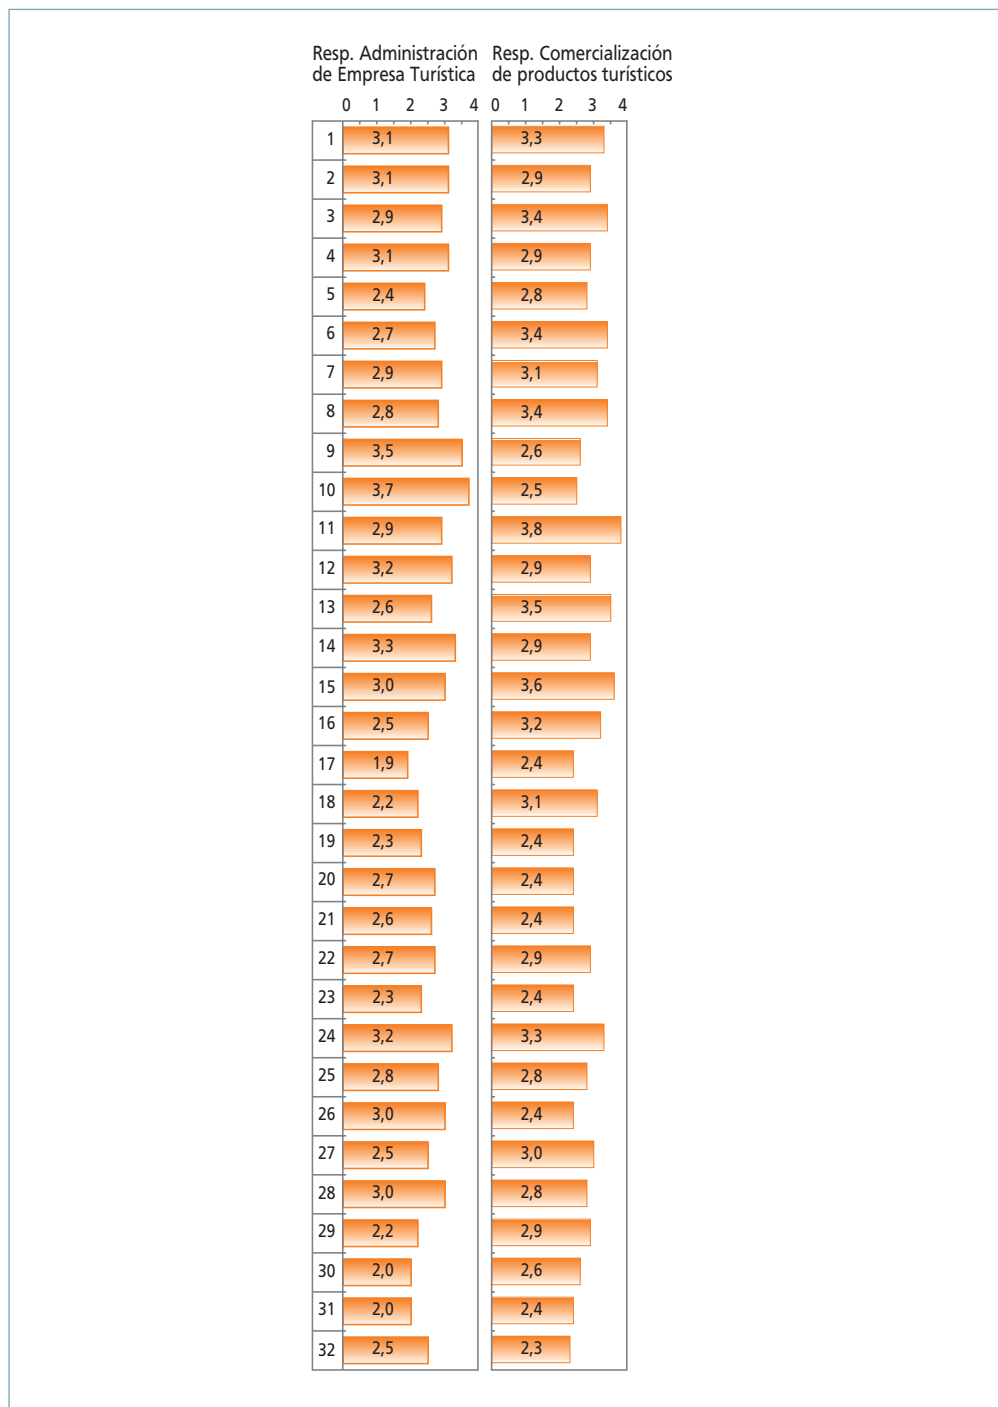 Resp. Administración Resp. Comercialización
de Empresa Turística de productos turísticos
0 1 2 3 4 0 1 2 3 4
1 3,1 3,3
2 3,1 2,9
3 2,9 3,4
4 3,1 2,9
5 2,4 2,8
6 2,7 3,4
7 2,9 3,1
8 2,8 3,4
9 3,5 2,6
10 3,7 2,5
11 2,9 3,8
12 3,2 2,9
13 2,6 3,5
14 3,3 2,9
15 3,0 3,6
16 2,5 3,2
17 1,9 2,4
18 2,2 3,1
19 2,3 2,4
20 2,7 2,4
21 2,6 2,4
22 2,7 2,9
23 2,3 2,4
24 3,2 3,3
25 2,8 2,8
26 3,0 2,4
27 2,5 3,0
28 3,0 2,8
29 2,2 2,9
30 2,0 2,6
31 2,0 2,4
32 2,5 2,3